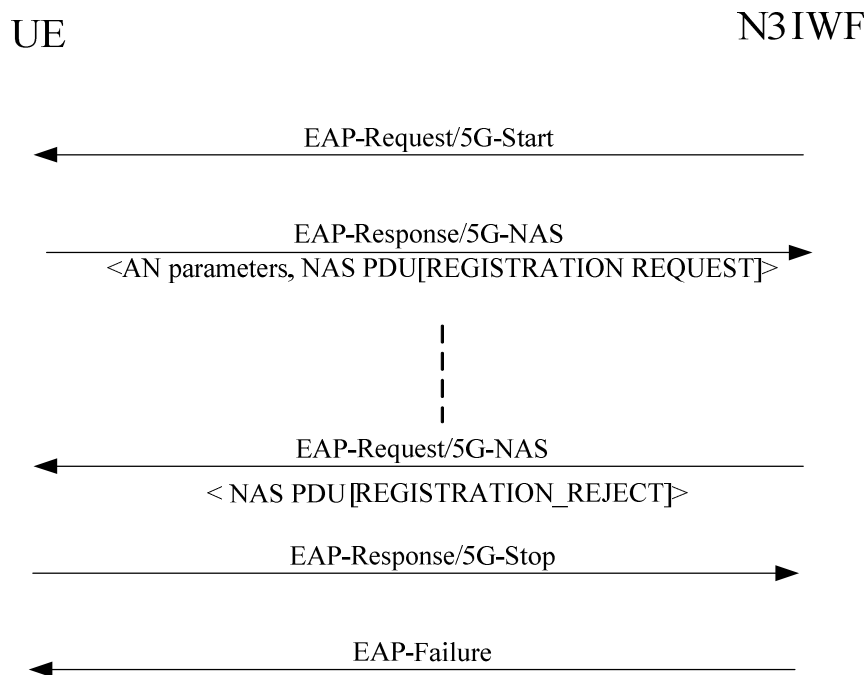 UE
N3IWF
EAP-Request/5G-Start
EAP-Response/5G-NAS
<AN parameters, NAS PDU[REGISTRATION REQUEST]>
EAP-Request/5G-NAS
< NAS PDU[REGISTRATION_REJECT]>
EAP-Response/5G-Stop
EAP-Failure